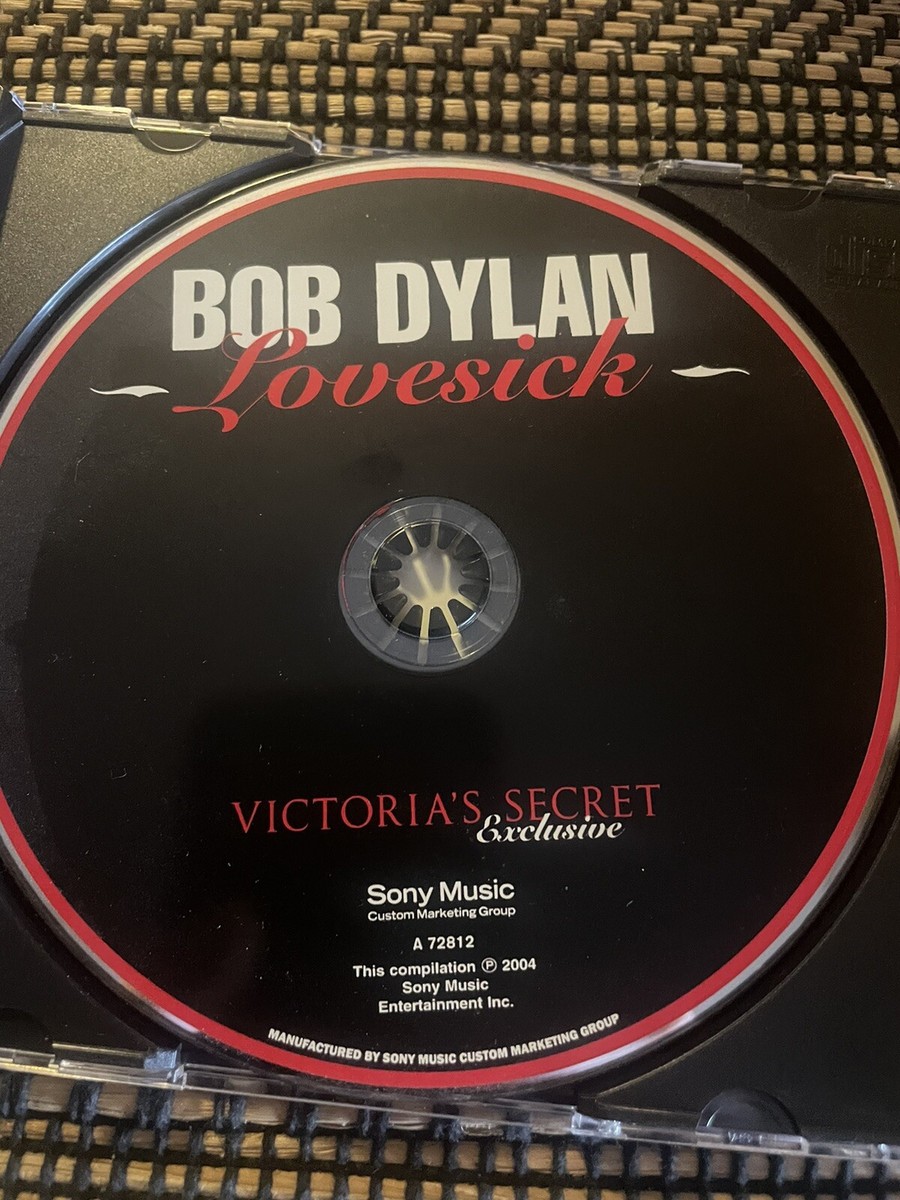 BOB DYLAN
Lovesick
VICTORIA'S SECRET
Exclusive
Sony Music
Custom Marketing Group
A 72812
This compilation ℗ 2004
Sony Music
Entertainment Inc.
MANUFACTURED BY SONY MUSIC CUSTOM MARKETING GROUP